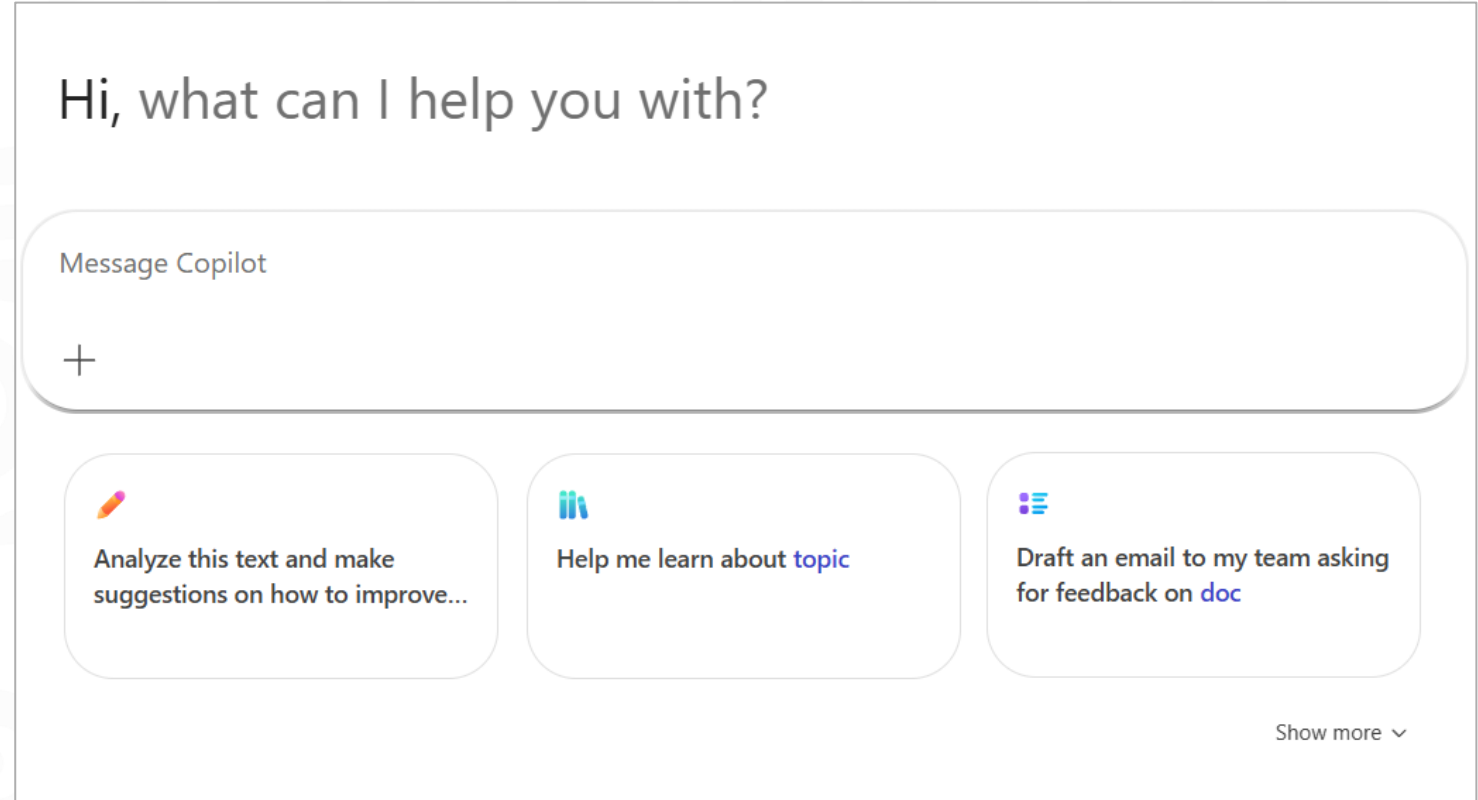 Hi, what can I help you with?
Message Copilot
Analyze this text and make
suggestions on how to improve...
Help me learn about topic
Draft an email to my team asking
for feedback on doc
Show more